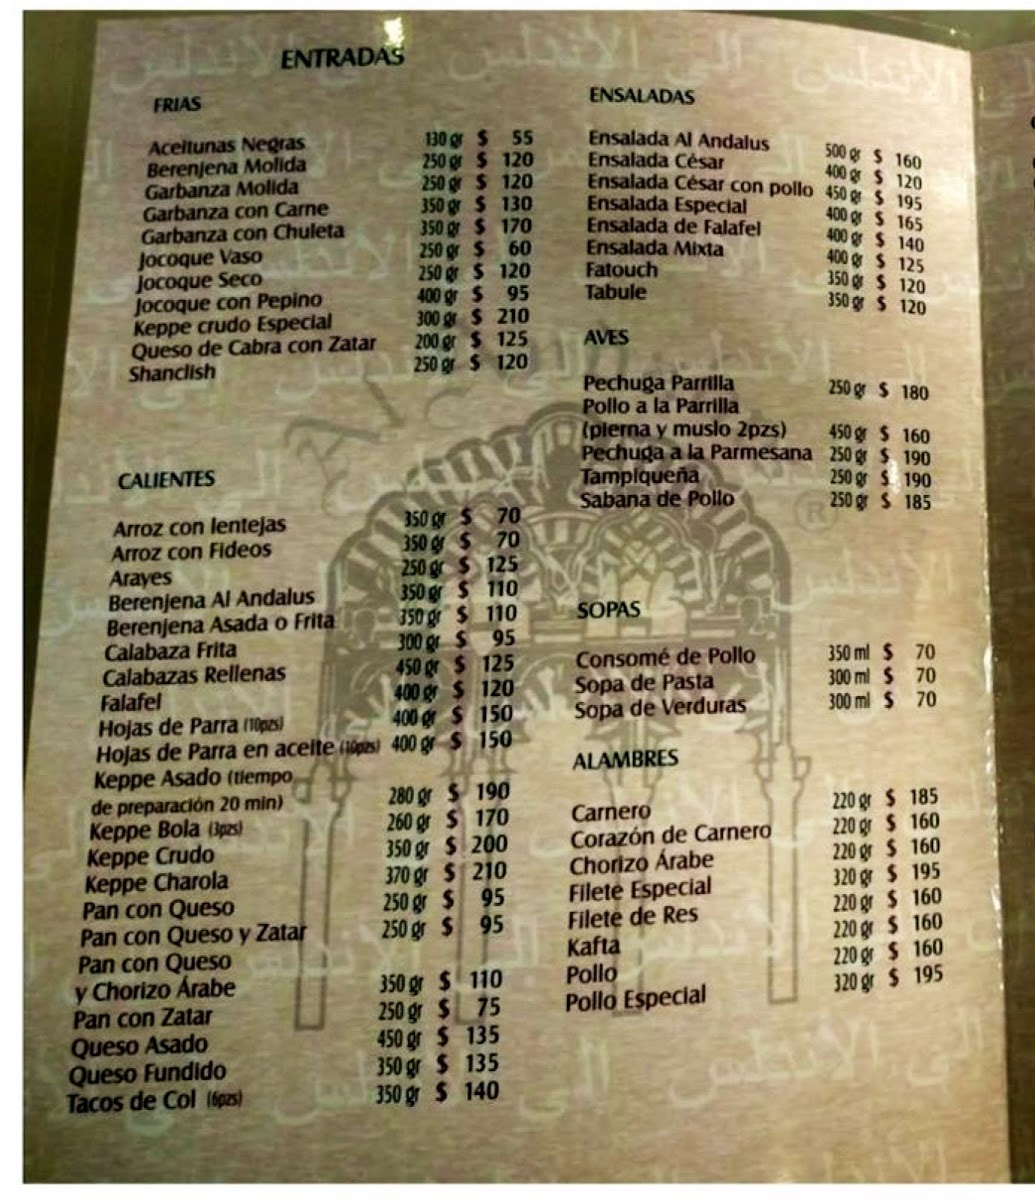 ENTRADAS
FRIAS
Aceitunas Negras 130 gr $ 55
Berenjena Molida 250 gr $ 120
Garbanza Molida 250 gr $ 120
Garbanza con Carne 350 gr $ 130
Garbanza con Chuleta 350 gr $ 170
Jocoque Vaso 250 gr $ 60
Jocoque Seco 250 gr $ 120
Jocoque con Pepino 400 gr $ 95
Keppe crudo Especial 300 gr $ 210
Queso de Cabra con Zatar 200 gr $ 125
Shanclish 250 gr $ 120
CALIENTES
Arroz con lentejas 350 gr $ 70
Arroz con Fideos 350 gr $ 70
Arayes 250 gr $ 125
Berenjena Al Andalus 350 gr $ 110
Berenjena Asada o Frita 350 gr $ 110
Calabaza Frita 300 gr $ 95
Calabazas Rellenas 450 gr $ 125
Falafel 400 gr $ 120
Hojas de Parra (10pzs) 400 gr $ 150
Hojas de Parra en aceite (10pzs) 400 gr $ 150
Keppe Asado (tiempo
de preparación 20 min) 280 gr $ 190
Keppe Bola (3pzs) 260 gr $ 170
Keppe Crudo 350 gr $ 200
Keppe Charola 370 gr $ 210
Pan con Queso 250 gr $ 95
Pan con Queso y Zatar 250 gr $ 95
Pan con Queso
y Chorizo Árabe 350 gr $ 110
Pan con Zatar 250 gr $ 75
Queso Asado 450 gr $ 135
Queso Fundido 350 gr $ 135
Tacos de Col (6pzs) 350 gr $ 140
ENSALADAS
Ensalada Al Andalus 500 gr $ 160
Ensalada César 400 gr $ 120
Ensalada César con pollo 450 gr $ 195
Ensalada Especial 400 gr $ 165
Ensalada de Falafel 400 gr $ 140
Ensalada Mixta 400 gr $ 125
Fatouch 350 gr $ 120
Tabule 350 gr $ 120
AVES
Pechuga Parrilla 250 gr $ 180
Pollo a la Parrilla
(pierna y muslo 2pzs) 450 gr $ 160
Pechuga a la Parmesana 250 gr $ 190
Tampiqueña 250 gr $ 190
Sabana de Pollo 250 gr $ 185
SOPAS
Consomé de Pollo 350 ml $ 70
Sopa de Pasta 300 ml $ 70
Sopa de Verduras 300 ml $ 70
ALAMBRES
Carnero 220 gr $ 185
Corazón de Carnero 220 gr $ 160
Chorizo Árabe 220 gr $ 160
Filete Especial 320 gr $ 195
Filete de Res 220 gr $ 160
Kafta 220 gr $ 160
Pollo 220 gr $ 160
Pollo Especial 320 gr $ 195